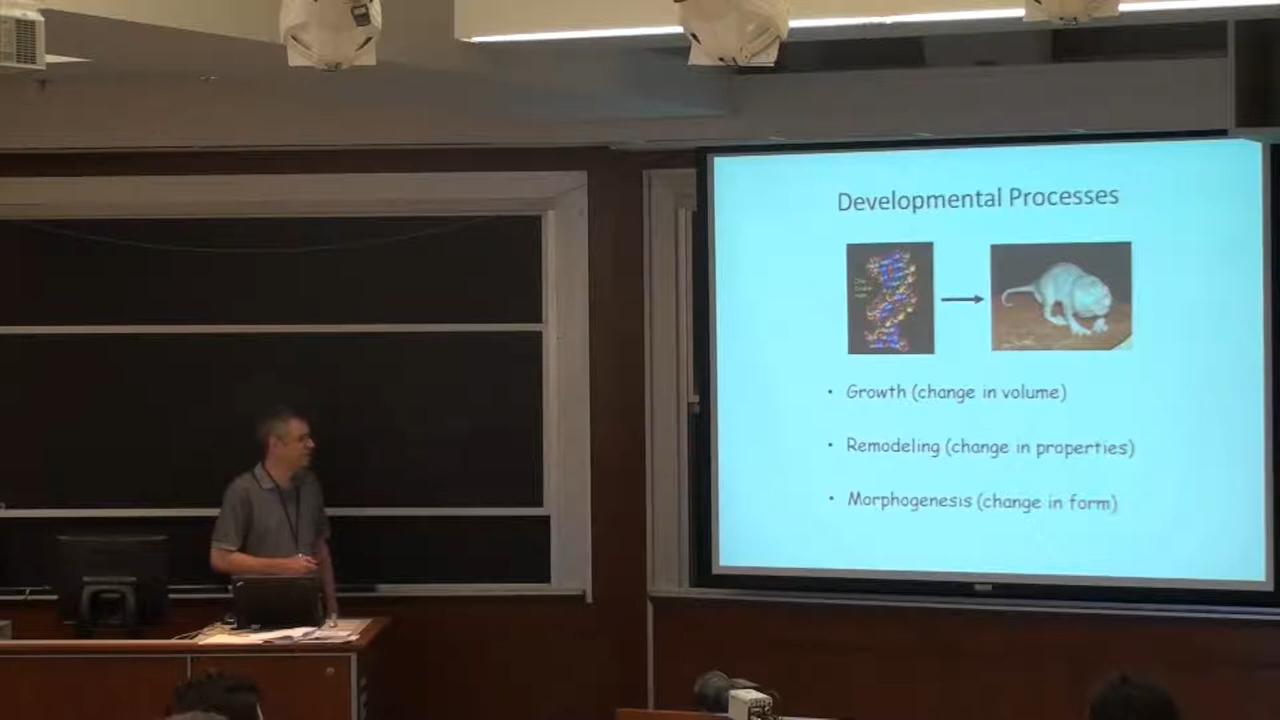 Developmental Processes
• Growth (change in volume)
• Remodeling (change in properties)
• Morphogenesis (change in form)